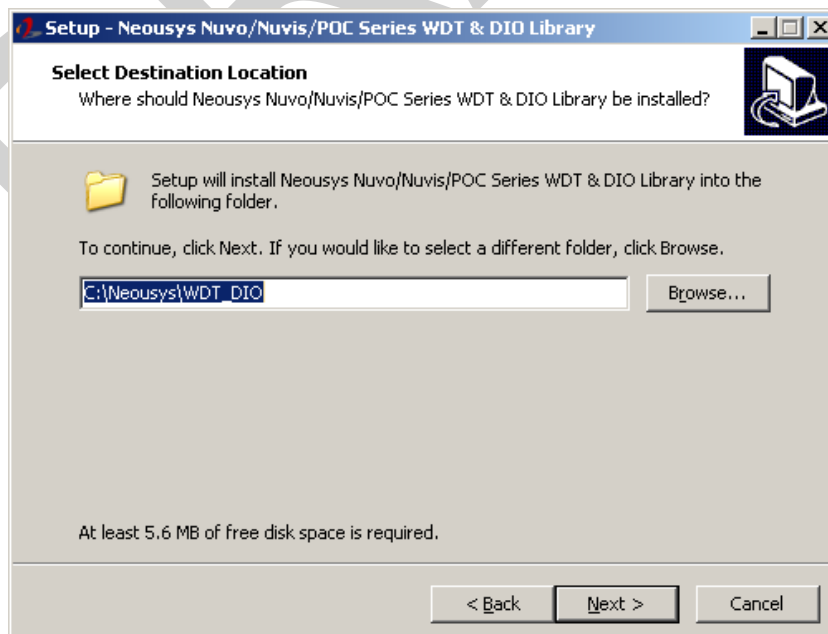 Setup - Neousys Nuvo/Nuvis/POC Series WDT & DIO Library
Select Destination Location
Where should Neousys Nuvo/Nuvis/POC Series WDT & DIO Library be installed?
Setup will install Neousys Nuvo/Nuvis/POC Series WDT & DIO Library into the
following folder.
To continue, click Next. If you would like to select a different folder, click Browse.
C:\Neousys\WDT_DIO
Browse...
At least 5.6 MB of free disk space is required.
< Back
Next >
Cancel